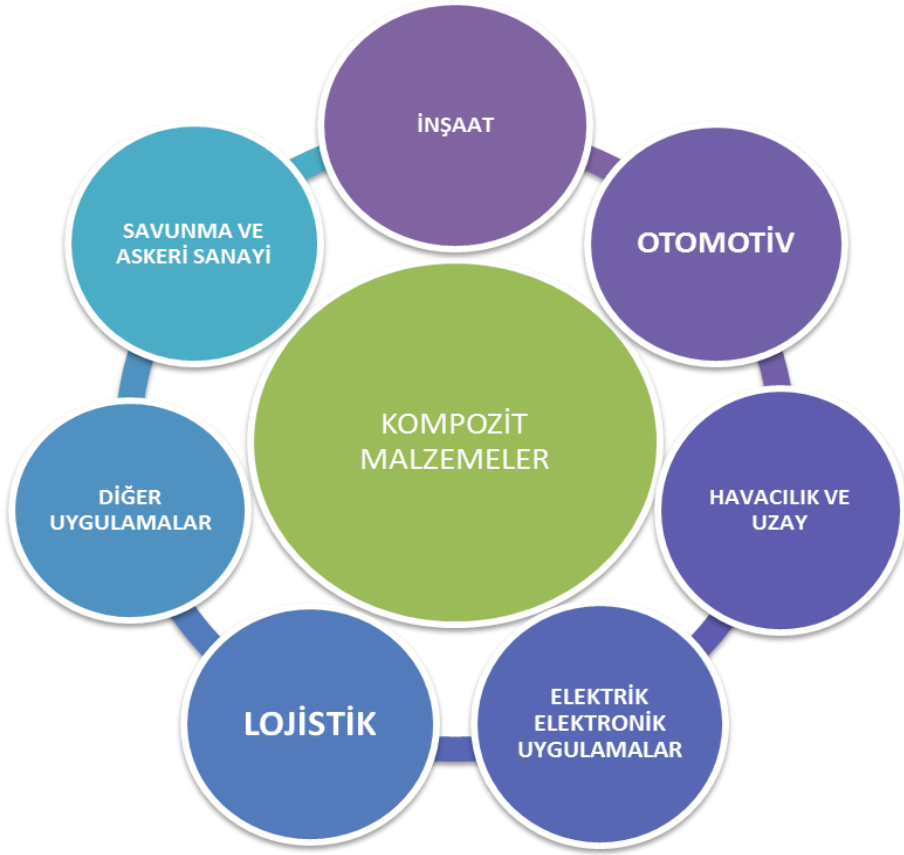 İNŞAAT
OTOMOTİV
HAVACILIK VE
UZAY
ELEKTRİK
ELEKTRONİK
UYGULAMALAR
LOJİSTİK
DİĞER
UYGULAMALAR
SAVUNMA VE
ASKERİ SANAYİ
KOMPOZİT
MALZEMELER